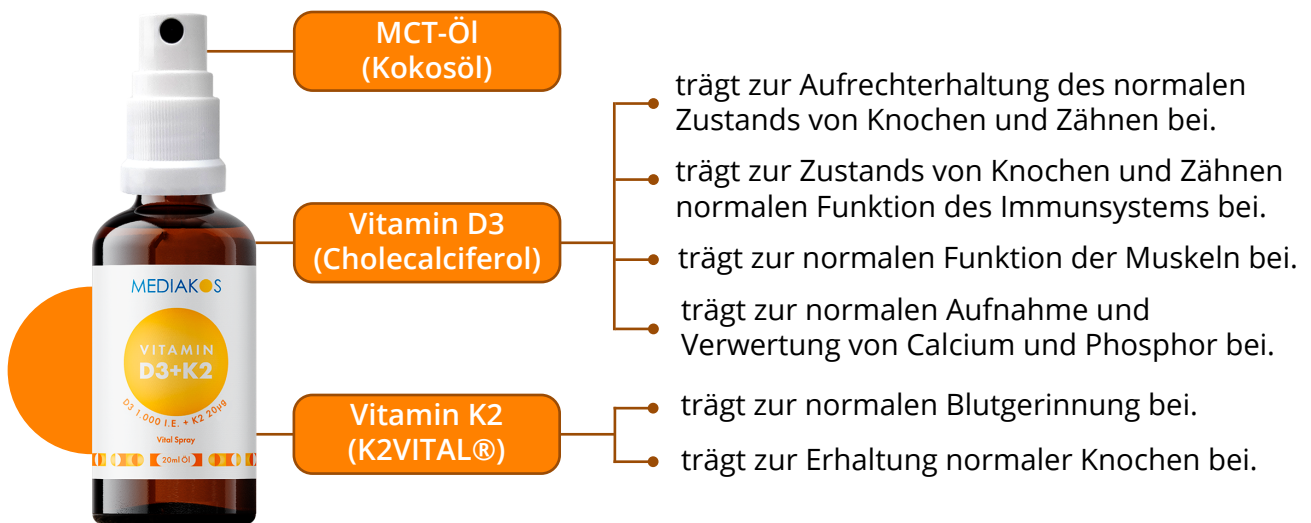 MCT-Öl
(Kokosöl)
trägt zur Aufrechterhaltung des normalen
Zustands von Knochen und Zähnen bei.
trägt zur Zustands von Knochen und Zähnen
normalen Funktion des Immunsystems bei.
Vitamin D3
(Cholecalciferol)
trägt zur normalen Funktion der Muskeln bei.
trägt zur normalen Aufnahme und
Verwertung von Calcium und Phosphor bei.
Vitamin K2
(K2VITAL®)
trägt zur normalen Blutgerinnung bei.
trägt zur Erhaltung normaler Knochen bei.
MEDIAKOS
VITAMIN
D3+K2
D3 1.000 I.E. + K2 20µg
Vital Spray
20ml Öl